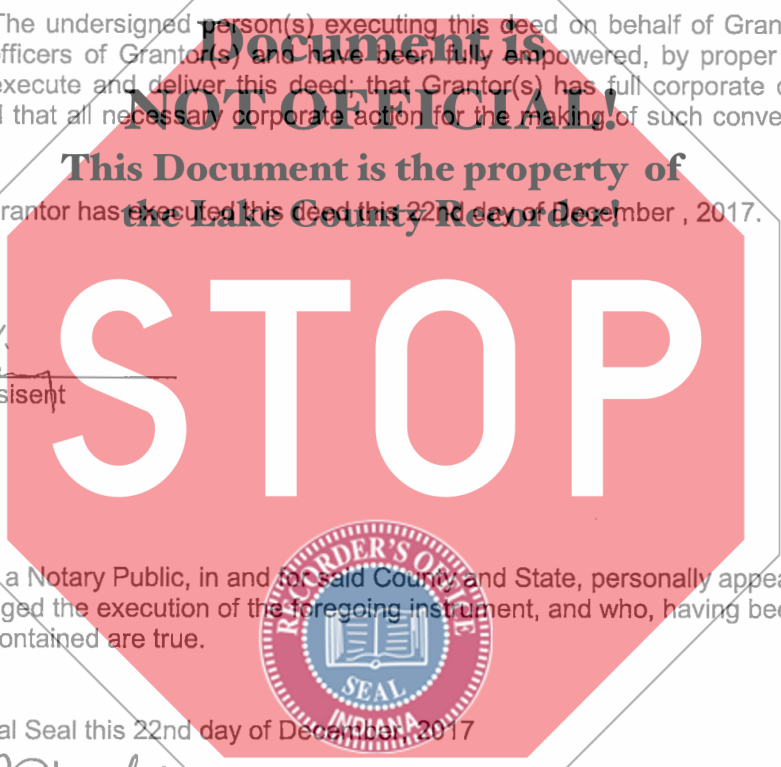 The undersigned person(s) executing this deed on behalf of Gran
Document is
fficers of Grantor(s) and have been fully empowered, by proper
xecute and deliver this deed; that Grantor(s) has full corporate
NOT OFFICIAL!
that all necessary corporate action for the making of such conve
This Document is the property of
rantor has executed this deed this 22nd day of December , 2017.
the Lake County Recorder!
sisent
STOP
RECORDER'S OFFICE
a Notary Public, in and for said County and State, personally appea
ged the execution of the foregoing instrument, and who, having bee
ontained are true.
SEAL
INDIANA
al Seal this 22nd day of December, 2017